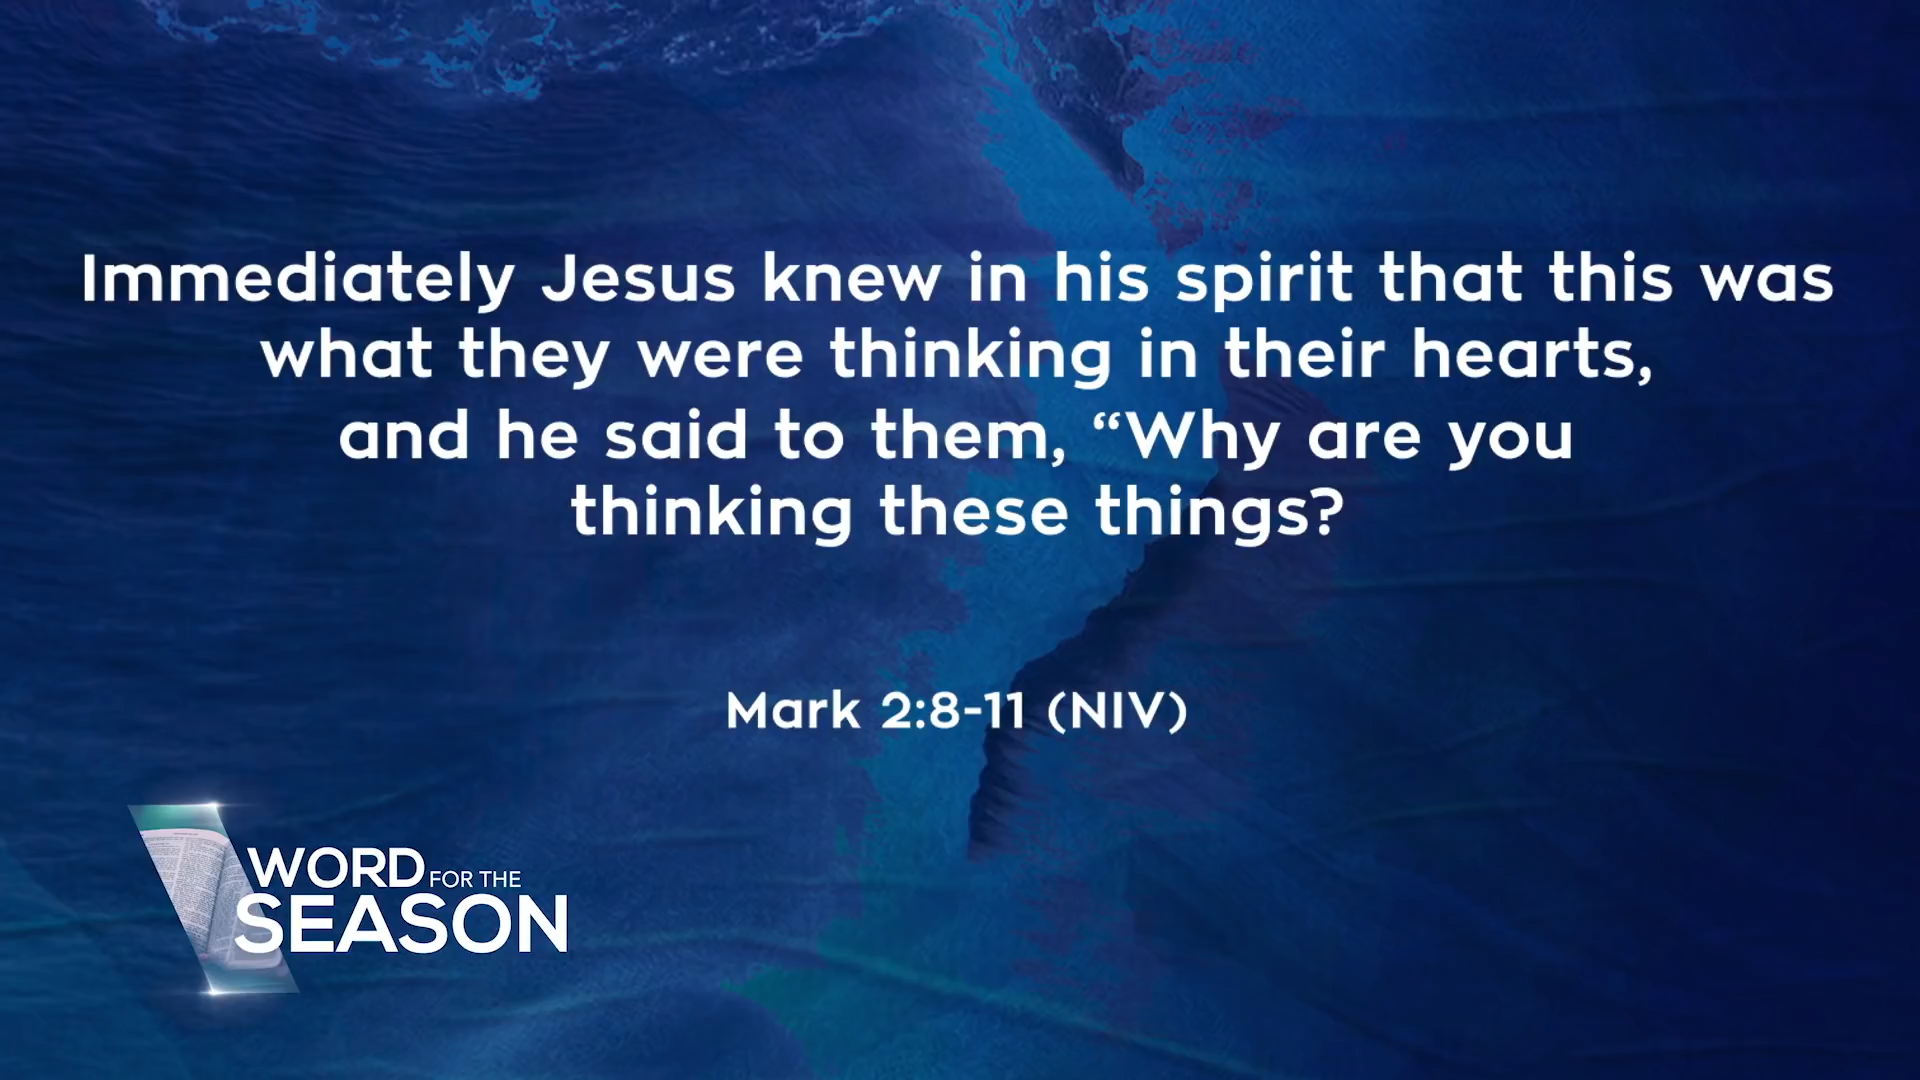 Immediately Jesus knew in his spirit that this was
what they were thinking in their hearts,
and he said to them, “Why are you
thinking these things?
Mark 2:8-11 (NIV)
WORD FOR THE
SEASON